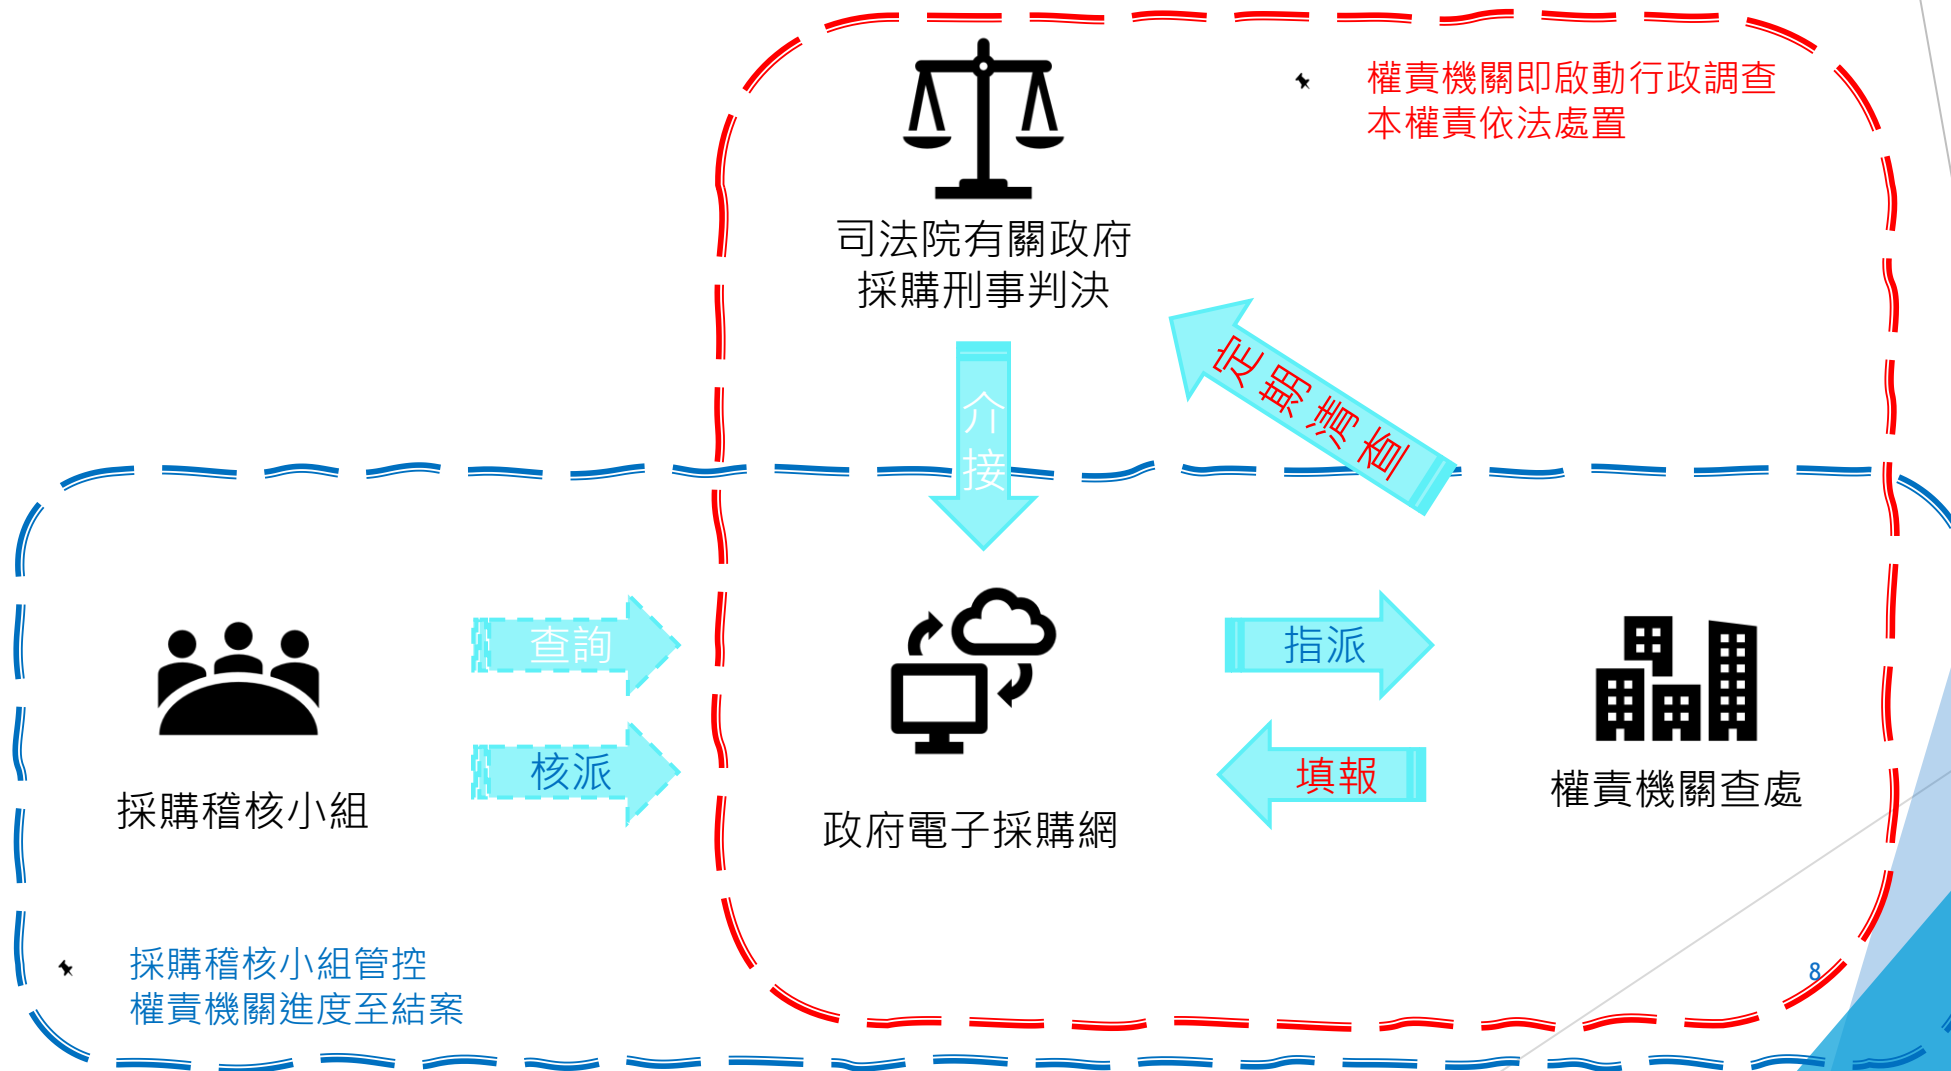 權責機關即啟動行政調查
本權責依法處置
司法院有關政府
採購刑事判決
介接
定期清查
查詢
核派
指派
填報
採購稽核小組
政府電子採購網
權責機關查處
採購稽核小組管控
權責機關進度至結案
8